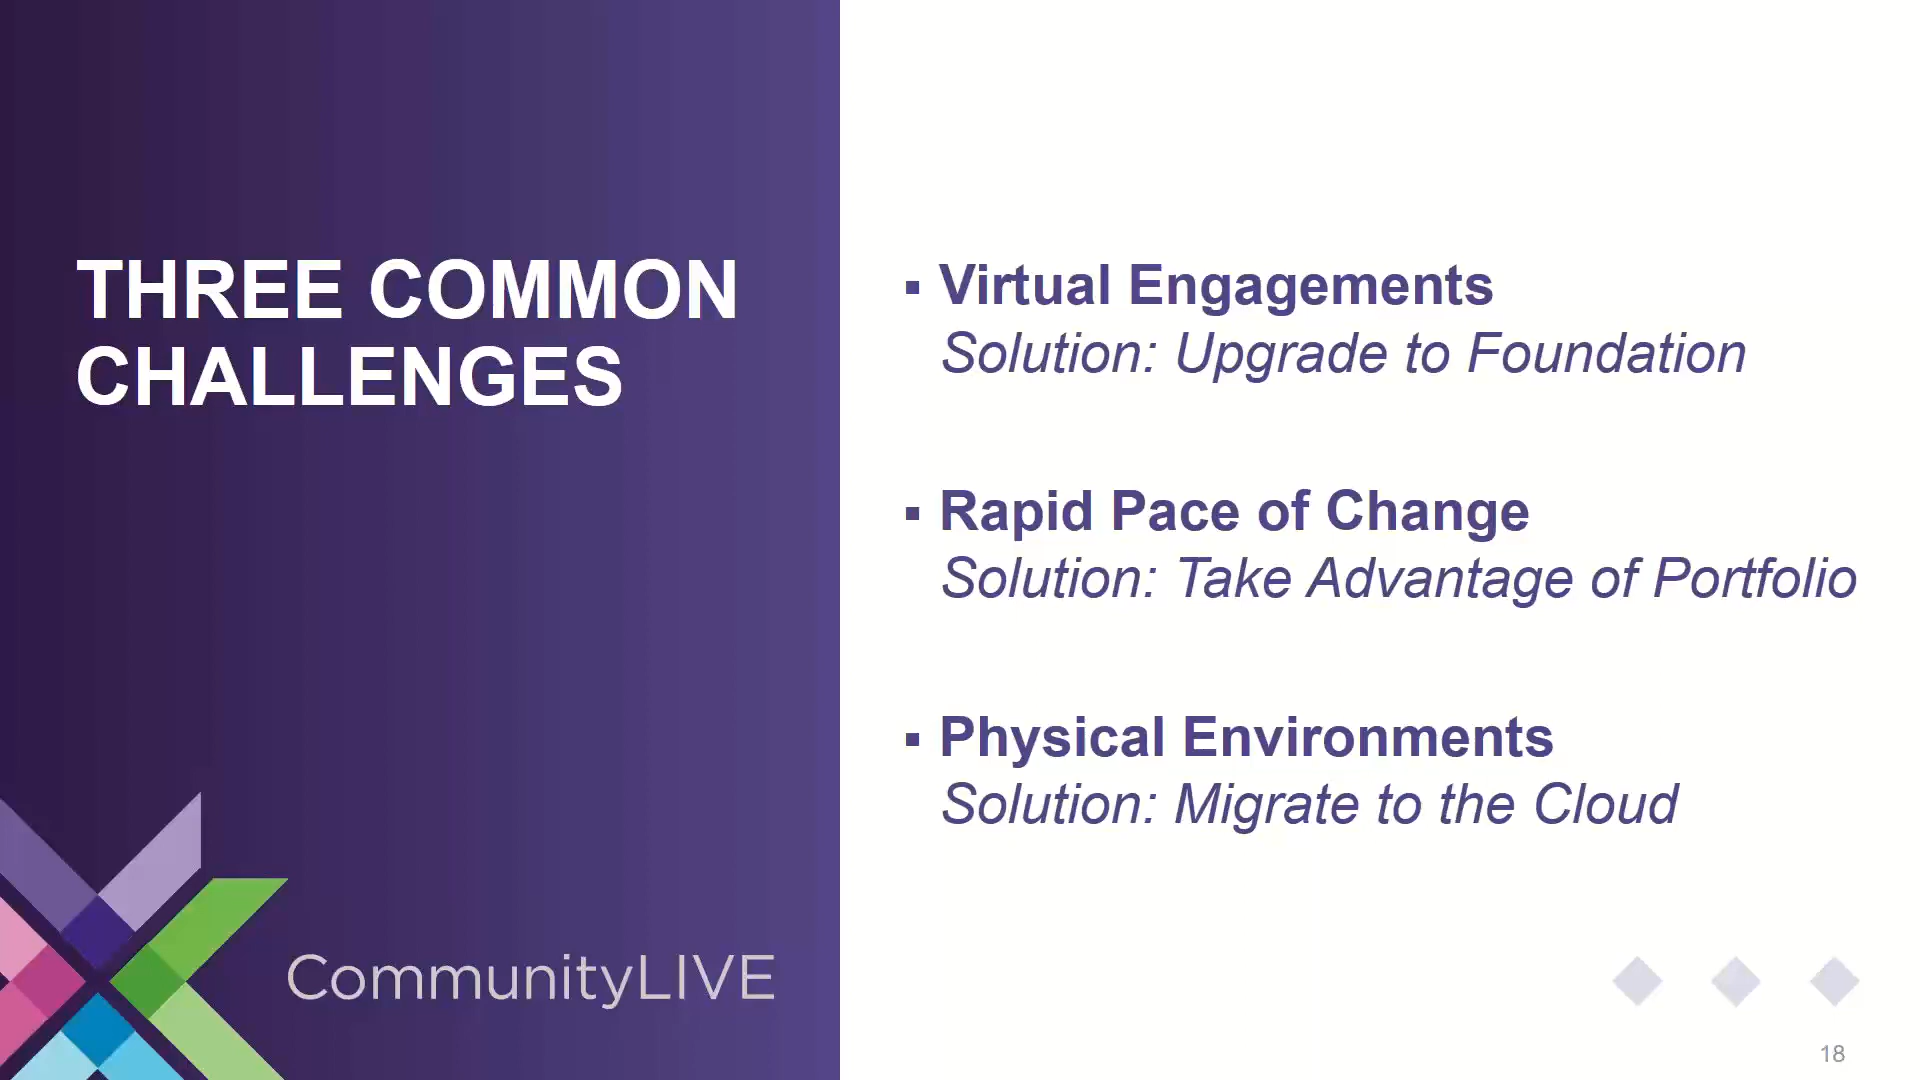 THREE COMMON
CHALLENGES
▪ Virtual Engagements
Solution: Upgrade to Foundation
▪ Rapid Pace of Change
Solution: Take Advantage of Portfolio
▪ Physical Environments
Solution: Migrate to the Cloud
CommunityLIVE
18